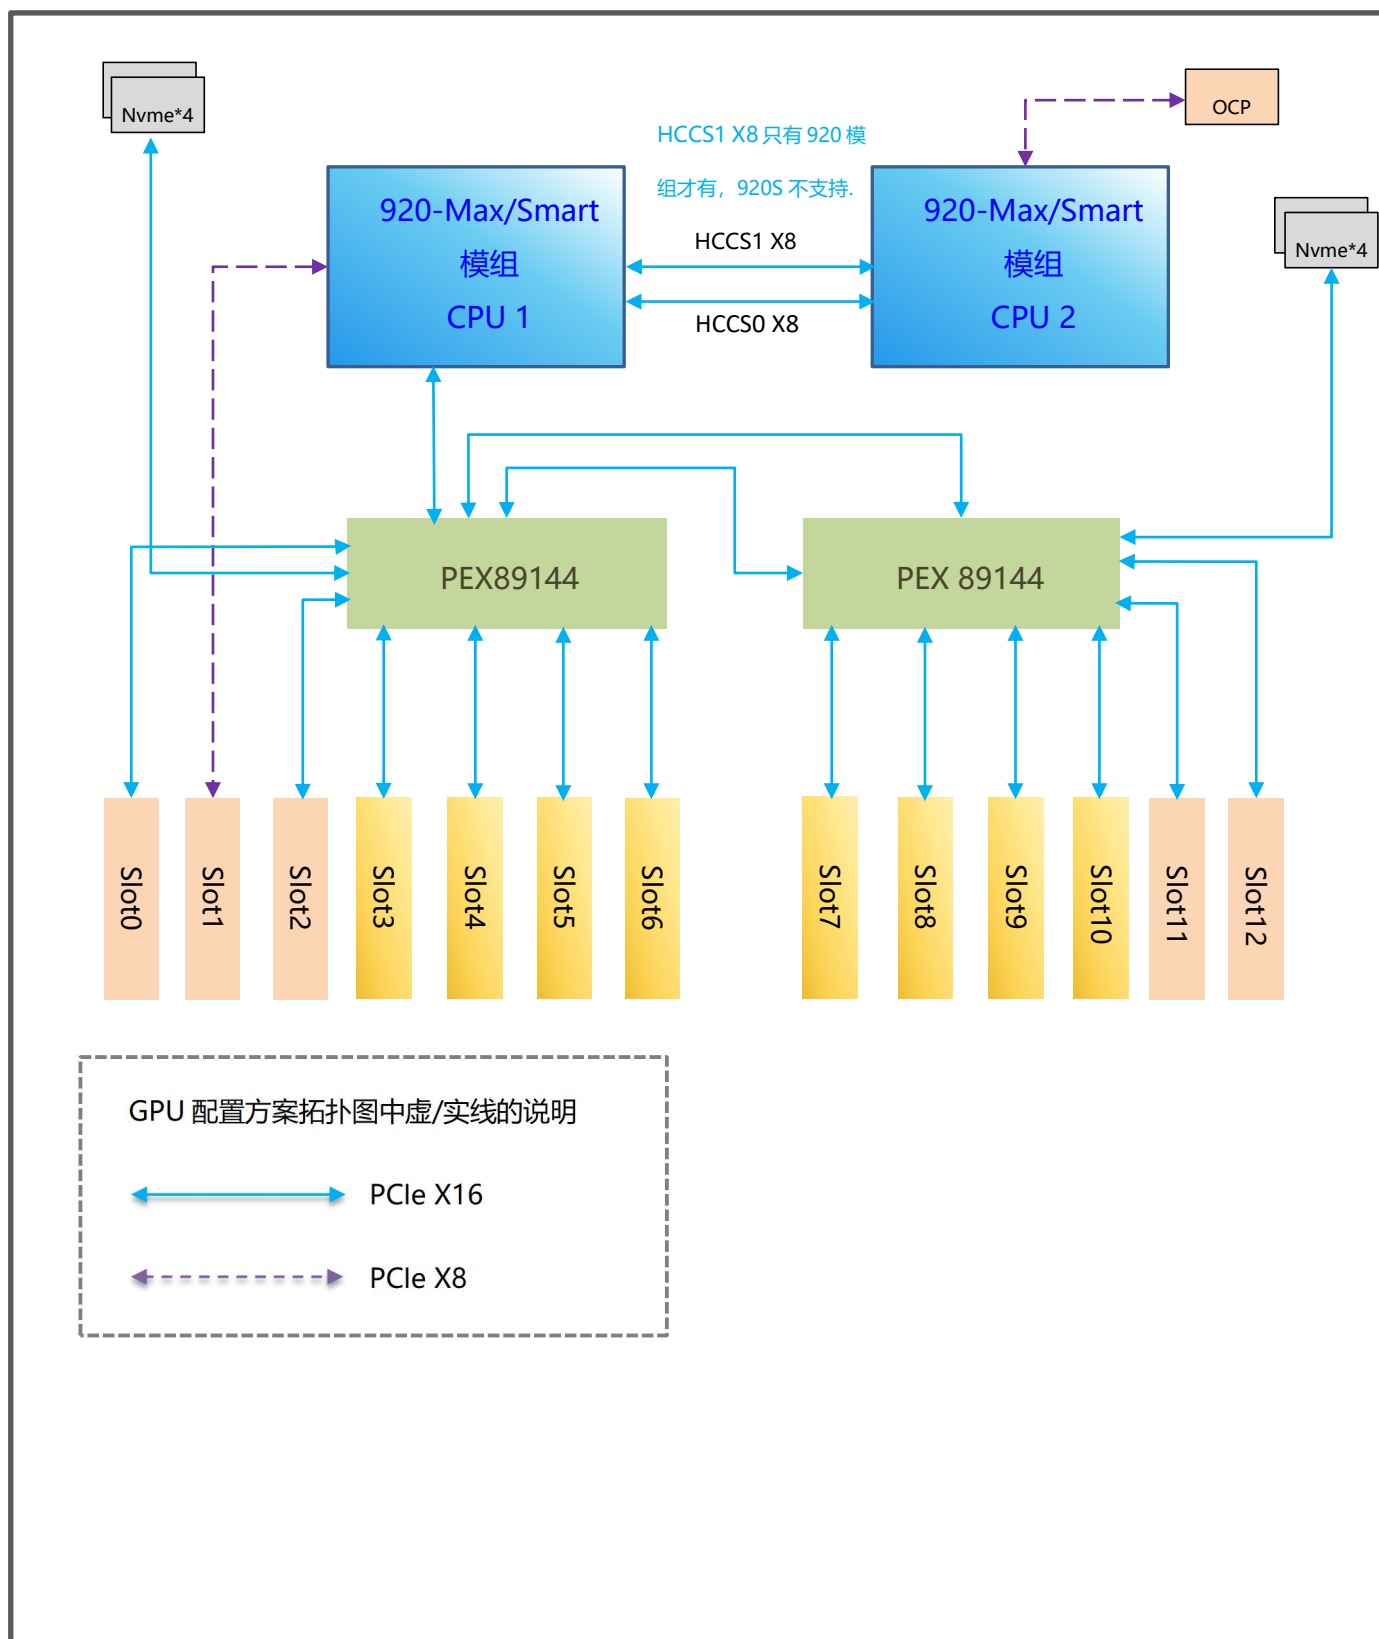 Nvme*4
OCP
HCCS1 X8 只有 920 模
组才有，920S 不支持.
920-Max/Smart
模组
CPU 1
HCCS1 X8
HCCS0 X8
920-Max/Smart
模组
CPU 2
Nvme*4
PEX89144
PEX 89144
Slot0
Slot1
Slot2
Slot3
Slot4
Slot5
Slot6
Slot7
Slot8
Slot9
Slot10
Slot11
Slot12
GPU 配置方案拓扑图中虚/实线的说明
PCIe X16
PCIe X8